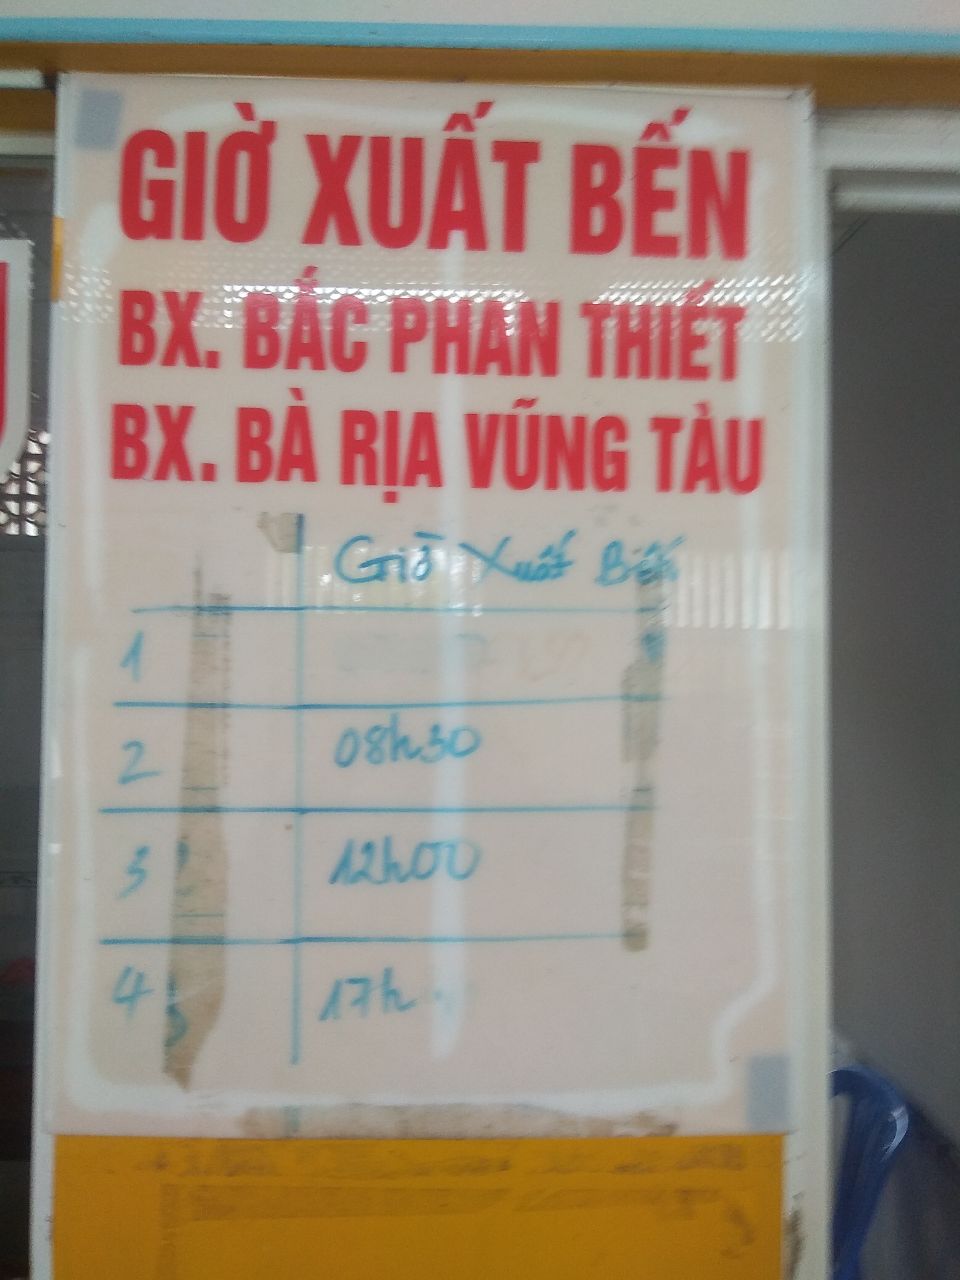 GIỜ XUẤT BẾN
BX. BẮC PHAN THIẾT
BX. BÀ RỊA VŨNG TÀU
Giờ Xuất Bến
1
2 08h30
3 12h00
4 17h